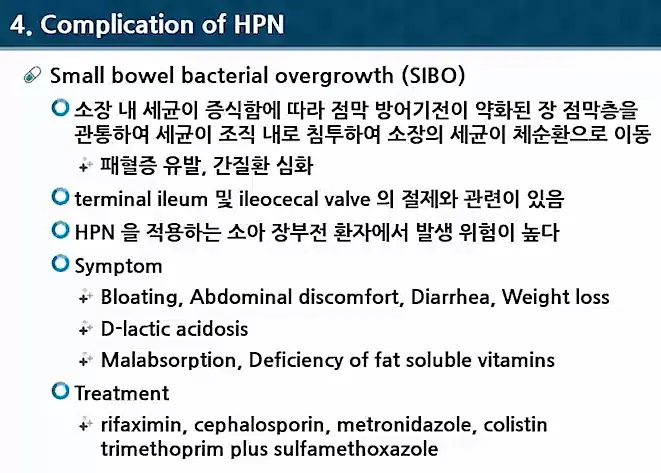 4. Complication of HPN
Small bowel bacterial overgrowth (SIBO)
소장 내 세균이 증식함에 따라 점막 방어기전이 약화된 장 점막층을
관통하여 세균이 조직 내로 침투하여 소장의 세균이 체순환으로 이동
패혈증 유발, 간질환 심화
terminal ileum 및 ileocecal valve 의 절제와 관련이 있음
HPN 을 적용하는 소아 장부전 환자에서 발생 위험이 높다
Symptom
Bloating, Abdominal discomfort, Diarrhea, Weight loss
D-lactic acidosis
Malabsorption, Deficiency of fat soluble vitamins
Treatment
rifaximin, cephalosporin, metronidazole, colistin
trimethoprim plus sulfamethoxazole